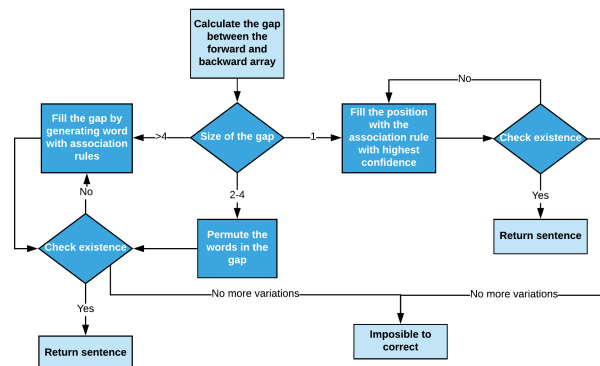 Calculate the gap
between the
forward and
backward array
No
Fill the gap by
generating word
with association
rules
>4
Size of the gap
1
Fill the position
with the
association rule
with highest
confidence
Check existence
No
2-4
Yes
Permute the
words in the
gap
Return sentence
Check existence
No more variations
No more variations
Yes
Imposible to
correct
Return sentence